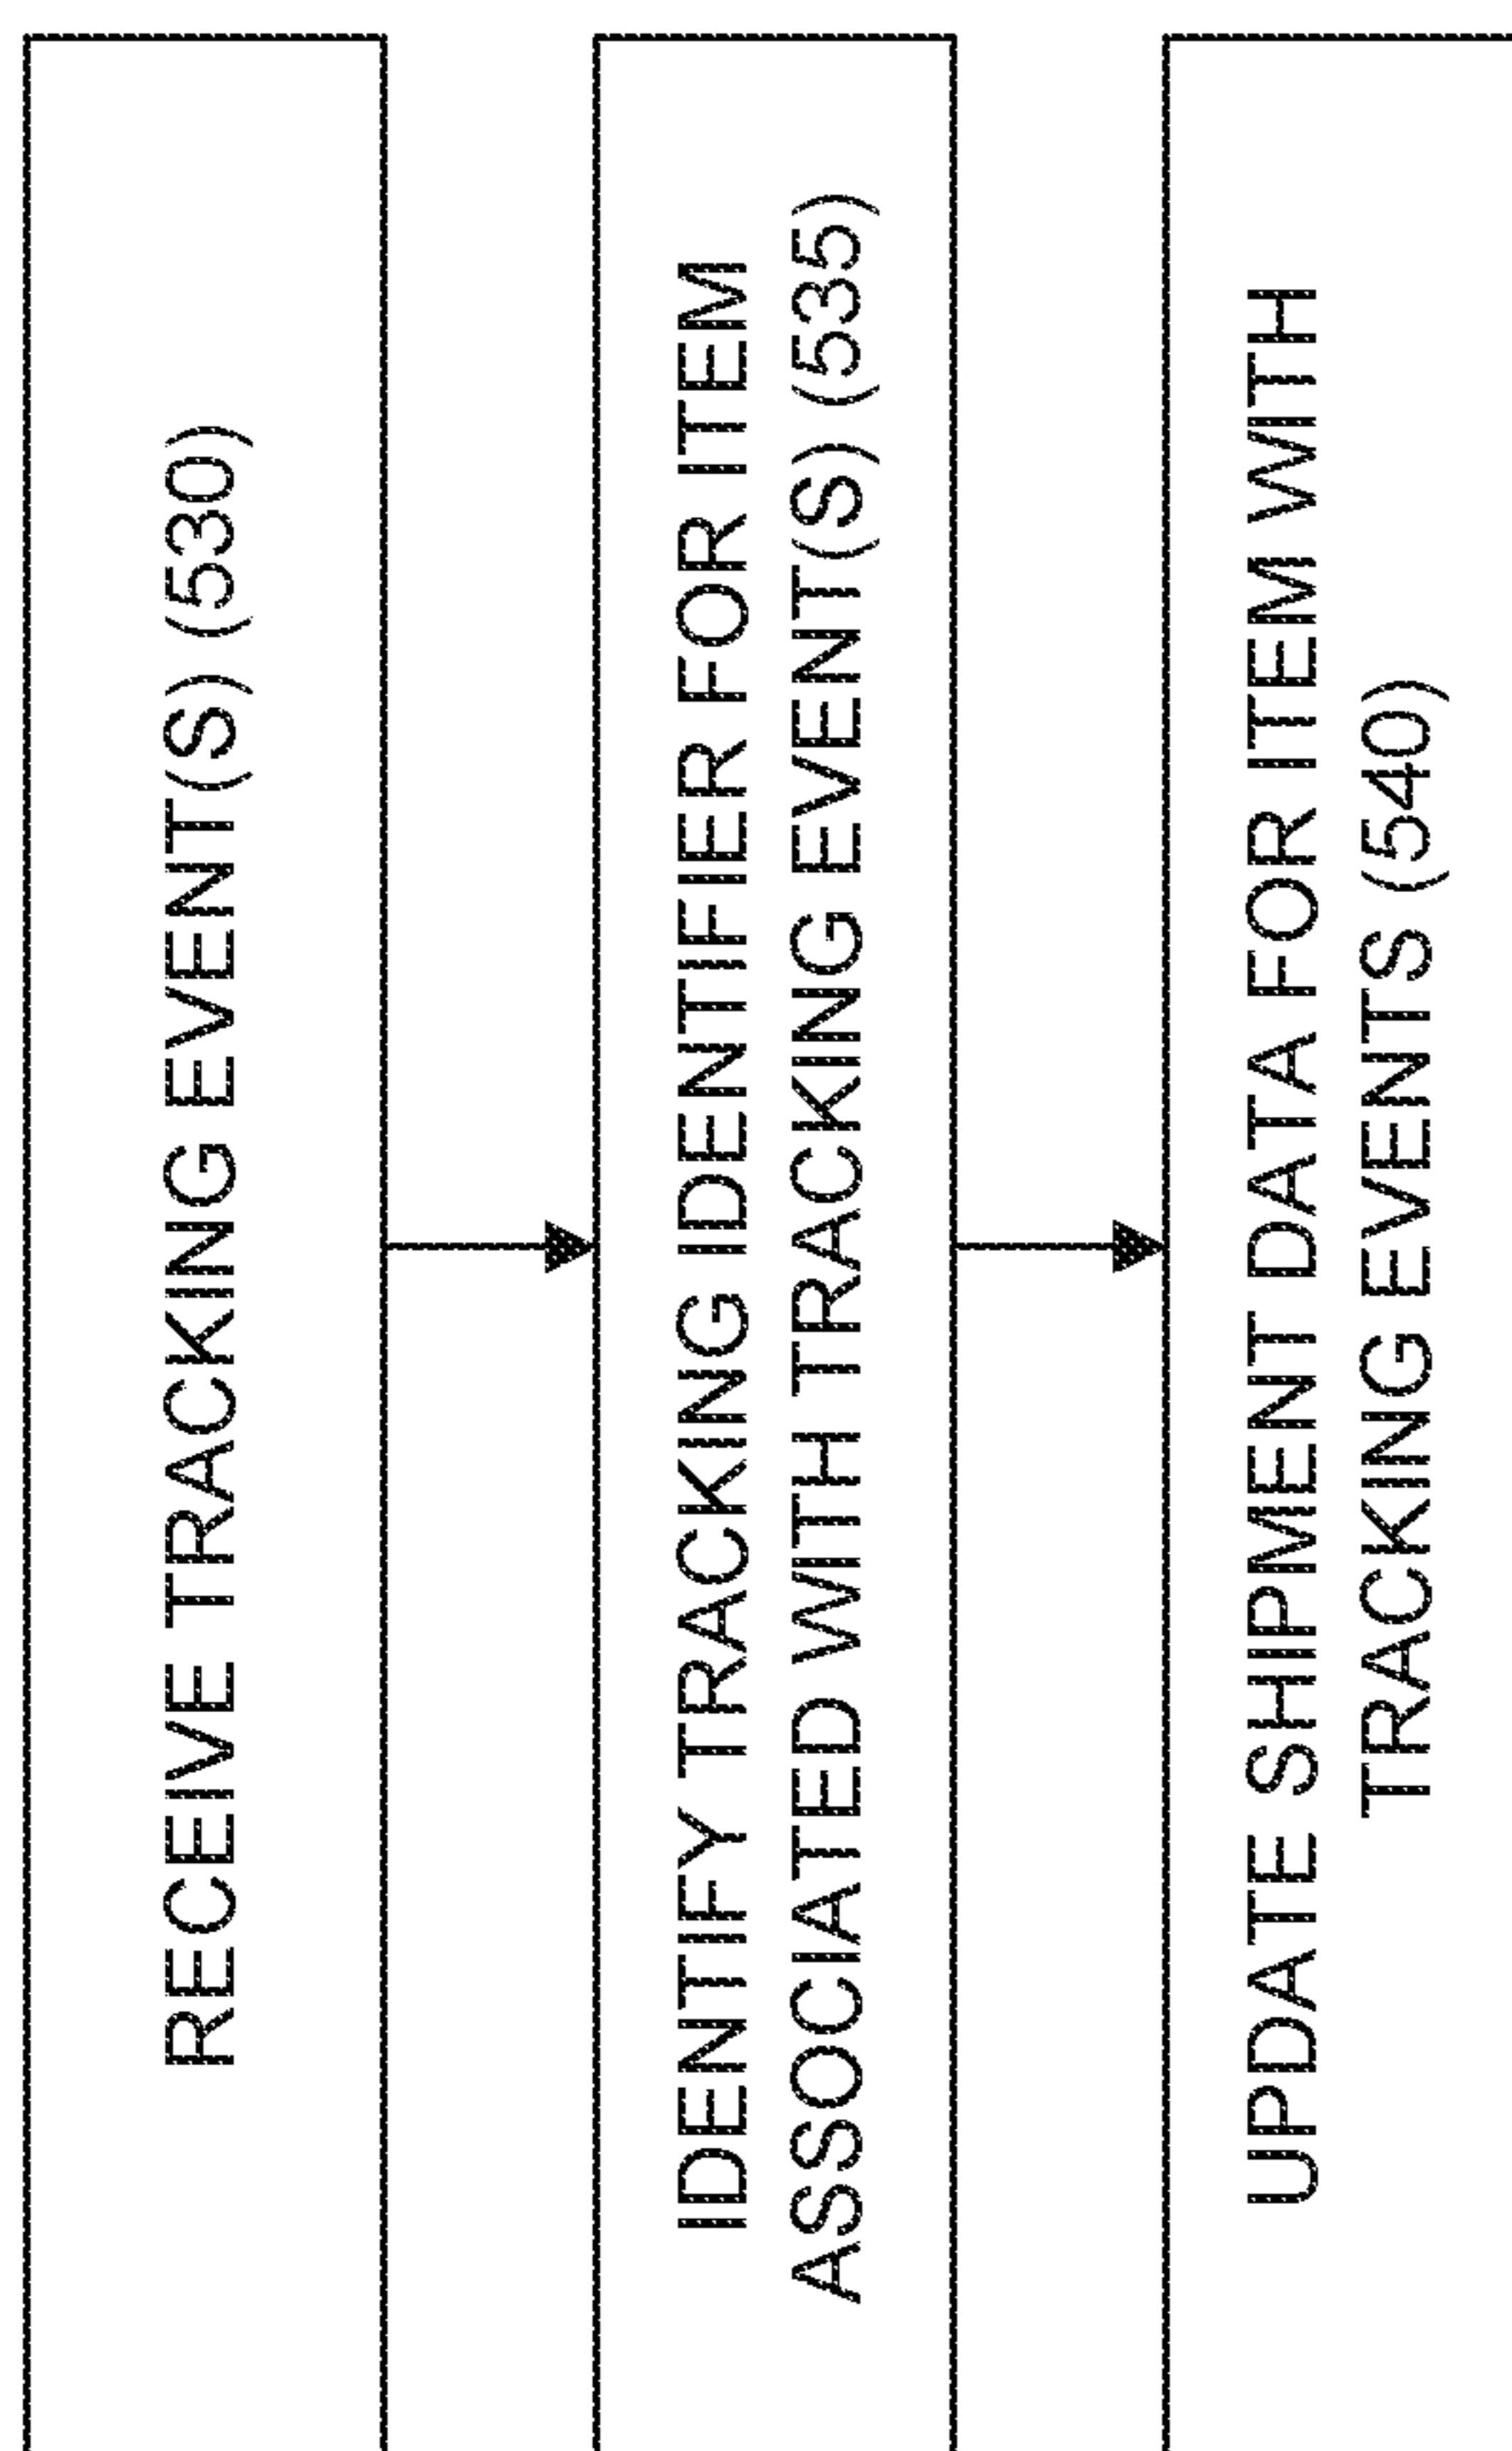 RECEIVE TRACKING EVENT(S) (530)
IDENTIFY TRACKING IDENTIFIER FOR ITEM
ASSOCIATED WITH TRACKING EVENT(S) (535)
UPDATE SHIPMENT DATA FOR ITEM WITH
TRACKING EVENTS (540)